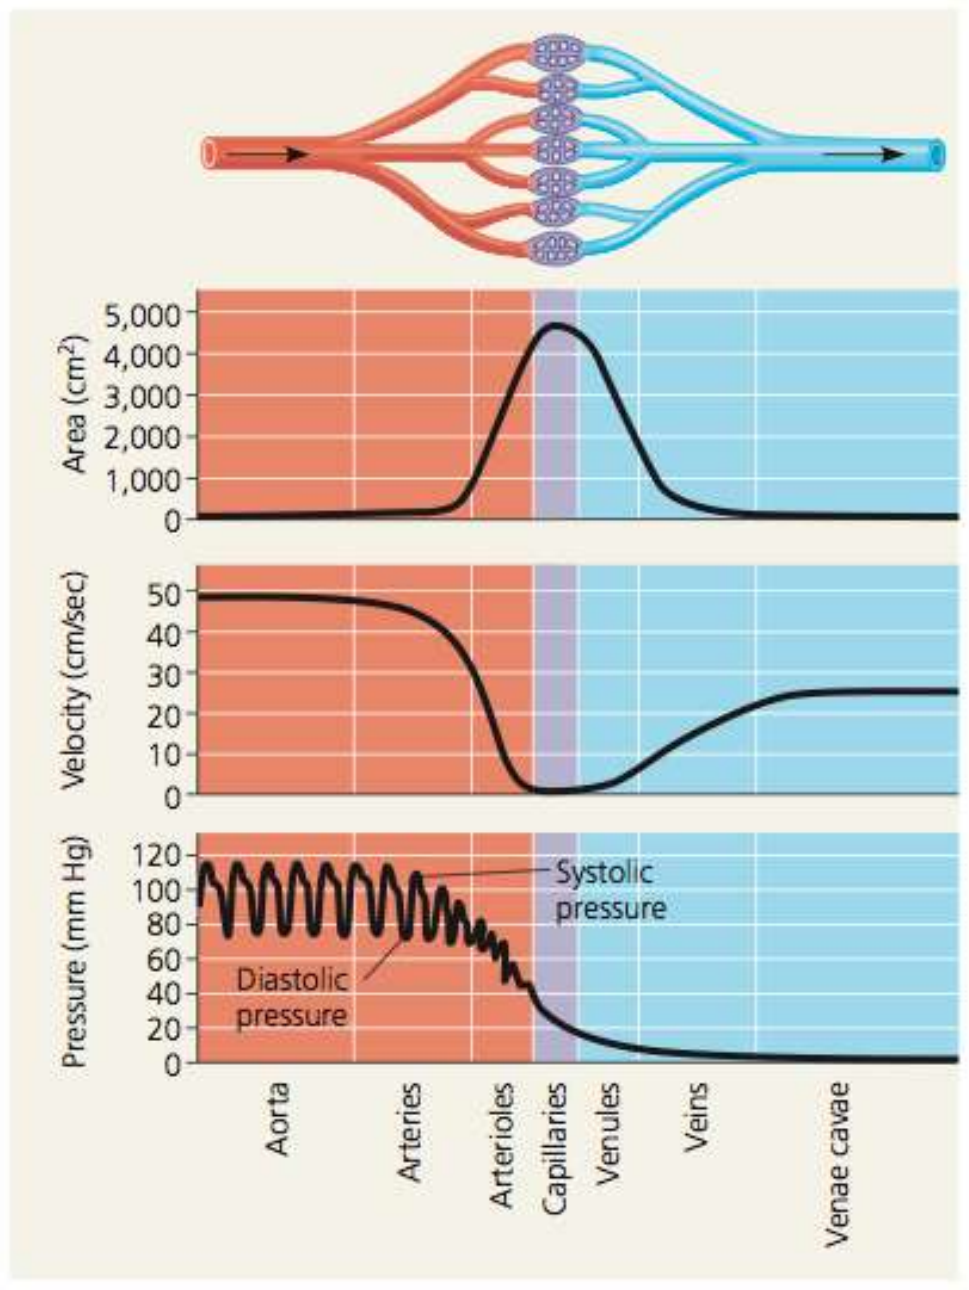 Area (cm²)
5,000
4,000
3,000
2,000
1,000
0
Velocity (cm/sec)
50
40
30
20
10
0
Pressure (mm Hg)
120
100
80
60
40
20
0
Systolic
pressure
Diastolic
pressure
Aorta
Arteries
Arterioles
Capillaries
Venules
Veins
Venae cavae